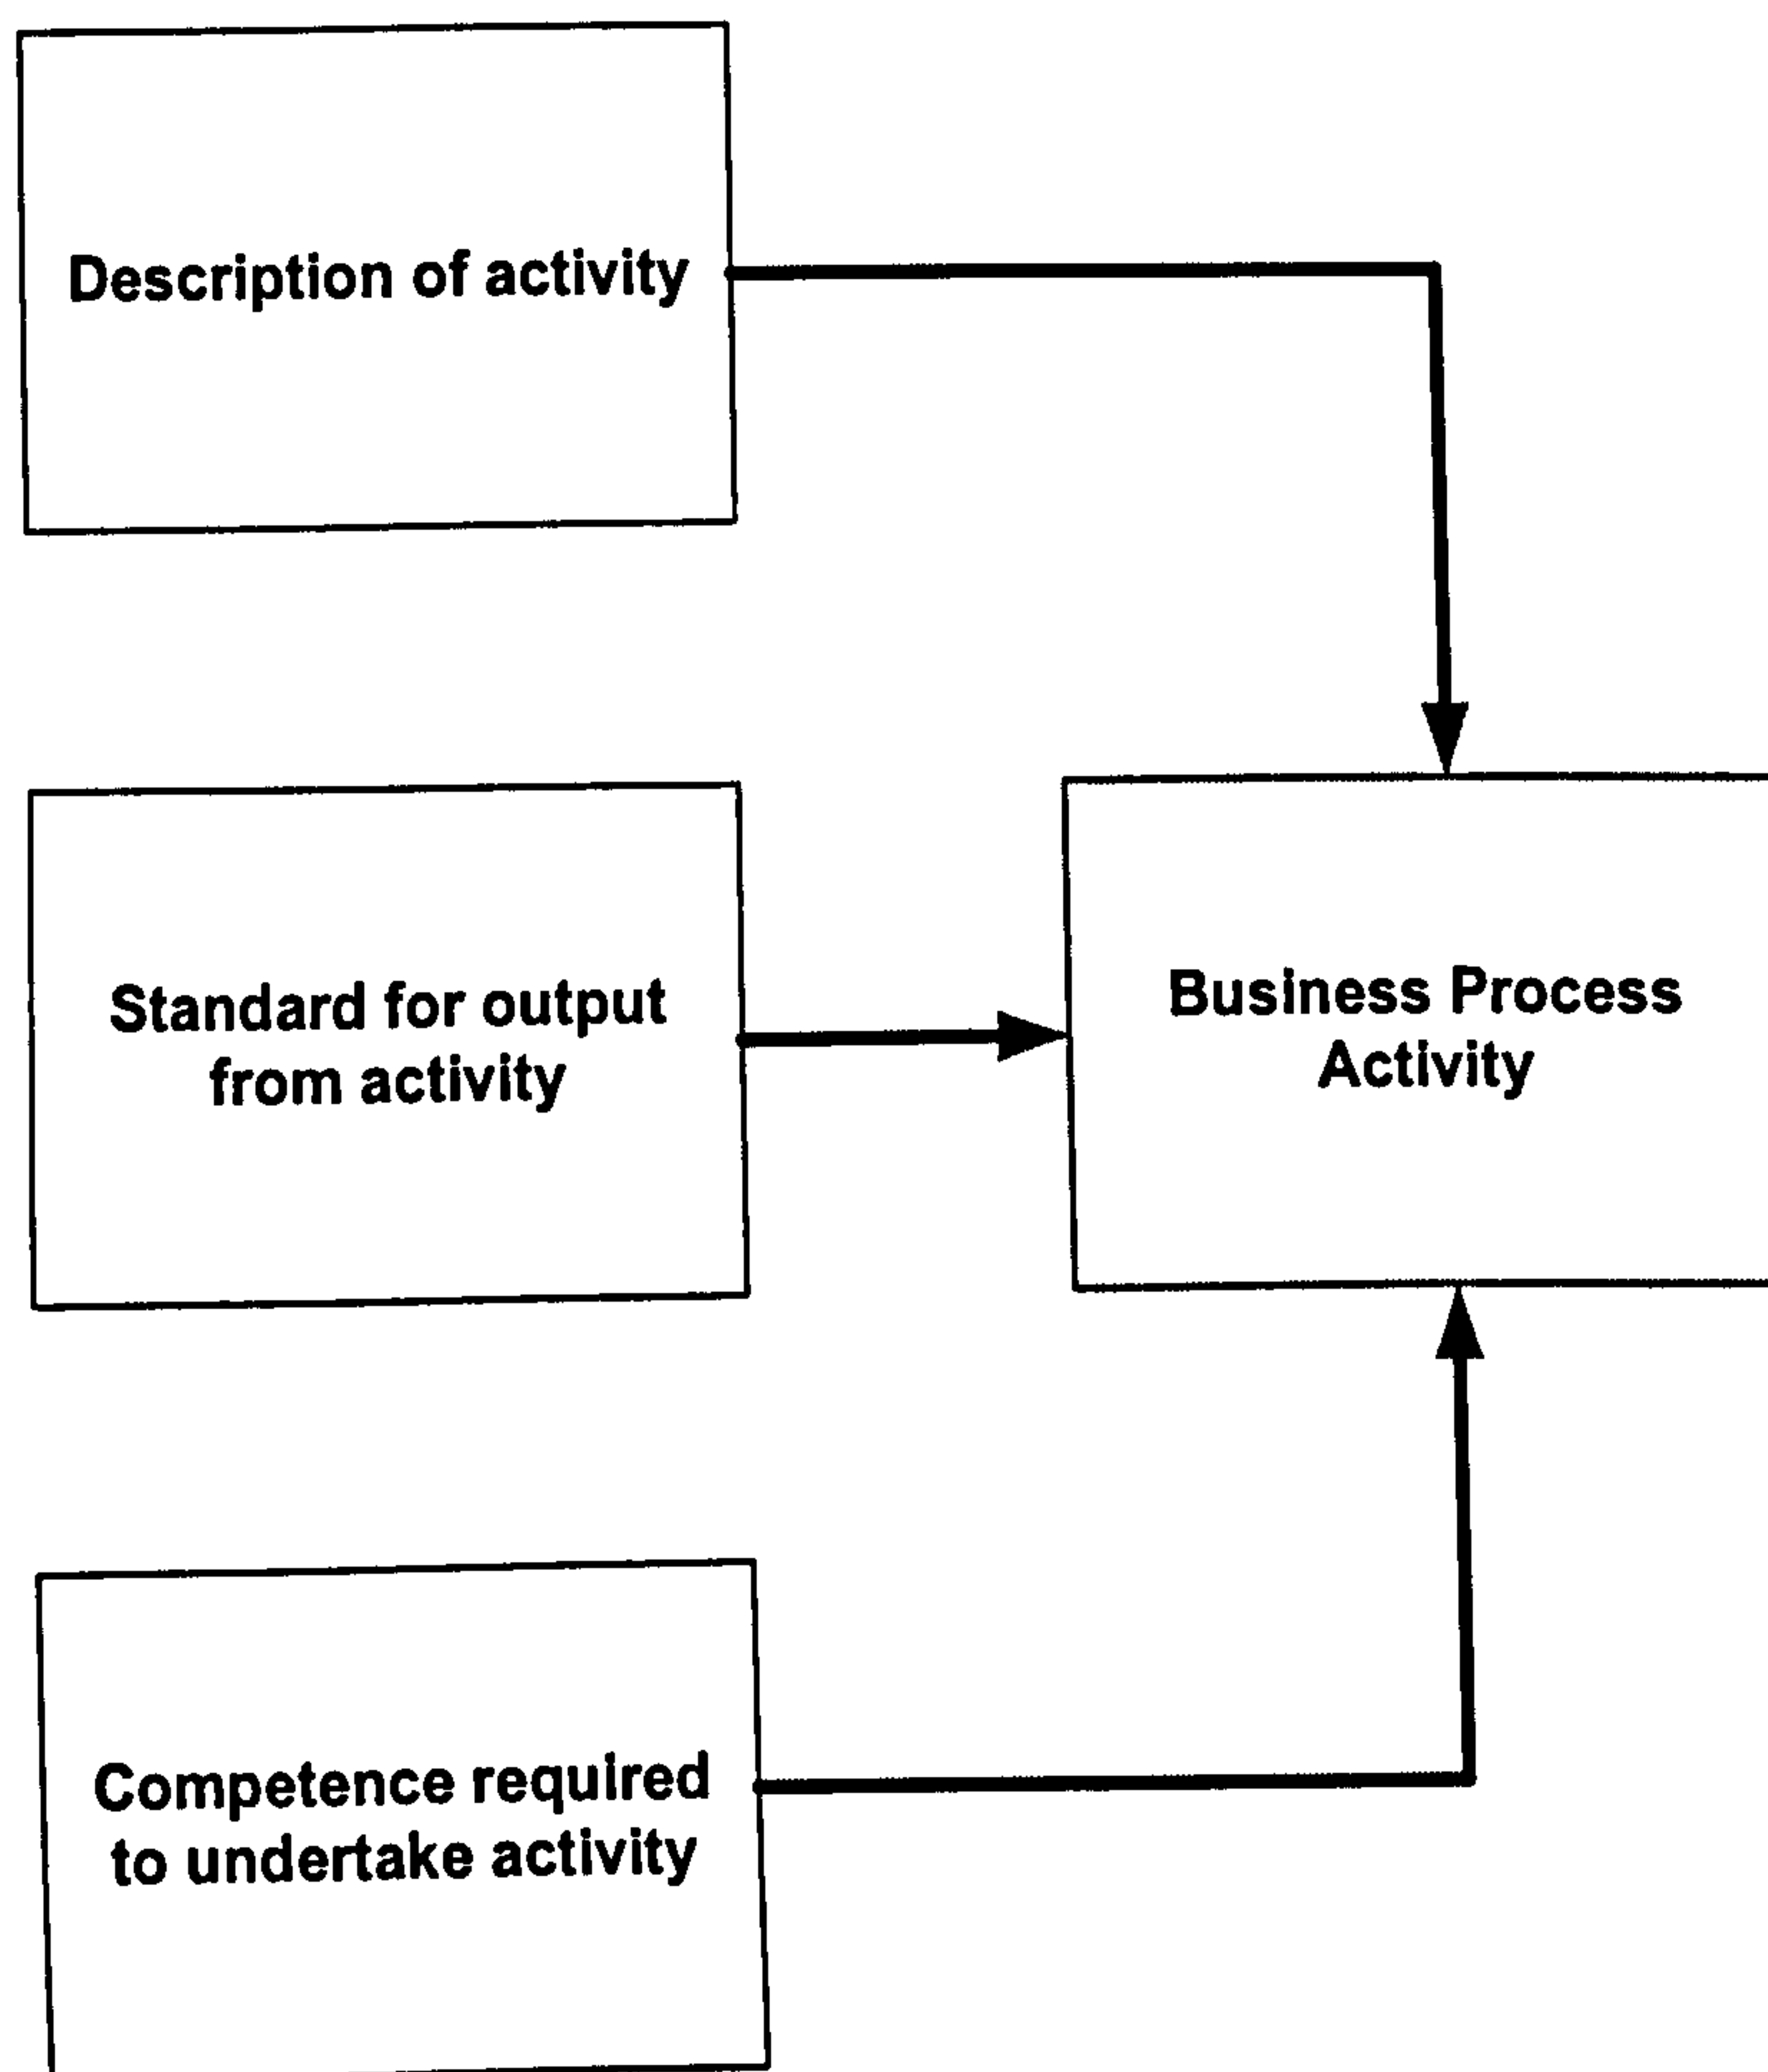 Description of activity
Standard for output
from activity
Business Process
Activity
Competence required
to undertake activity